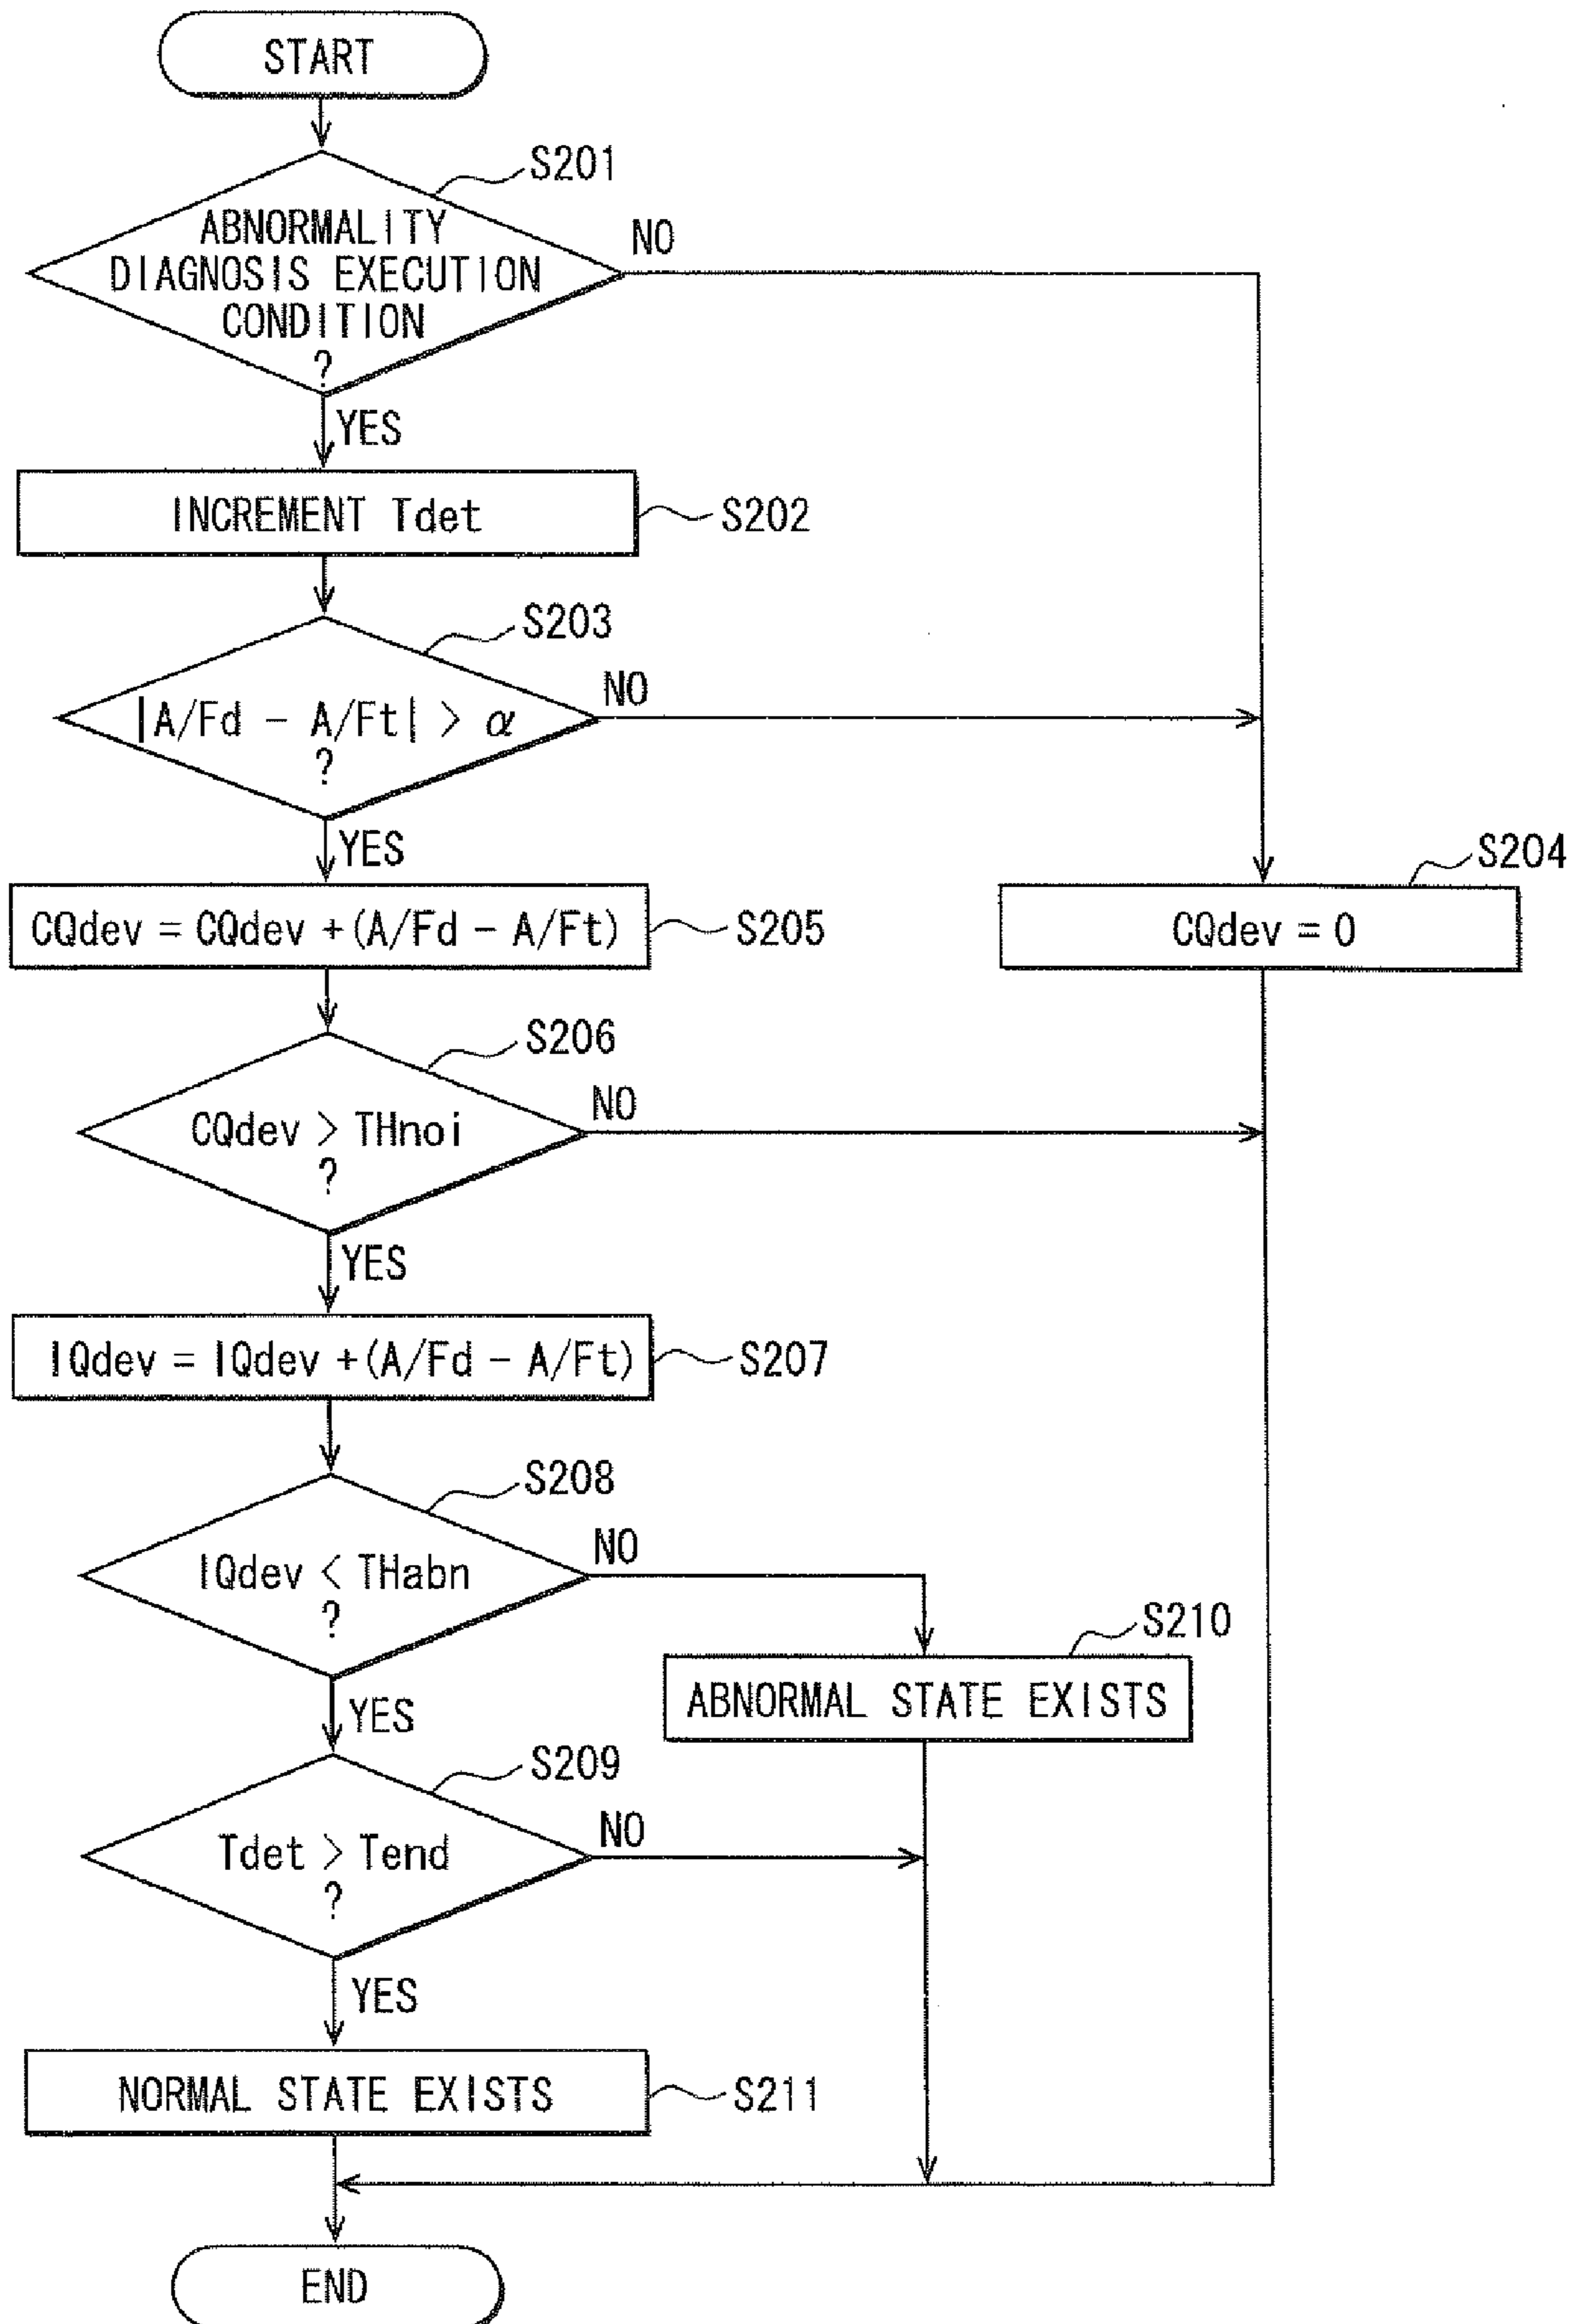 START
S201
ABNORMALITY
DIAGNOSIS EXECUTION
CONDITION
?
NO
YES
INCREMENT Tdet
S202
S203
|A/Fd - A/Ft| > α
?
NO
YES
S204
CQdev = CQdev +(A/Fd - A/Ft)
S205
CQdev = 0
S206
CQdev > THnoi
?
NO
YES
IQdev = IQdev +(A/Fd - A/Ft)
S207
S208
IQdev < THabn
?
NO
YES
S210
ABNORMAL STATE EXISTS
S209
Tdet > Tend
?
NO
YES
NORMAL STATE EXISTS
S211
END